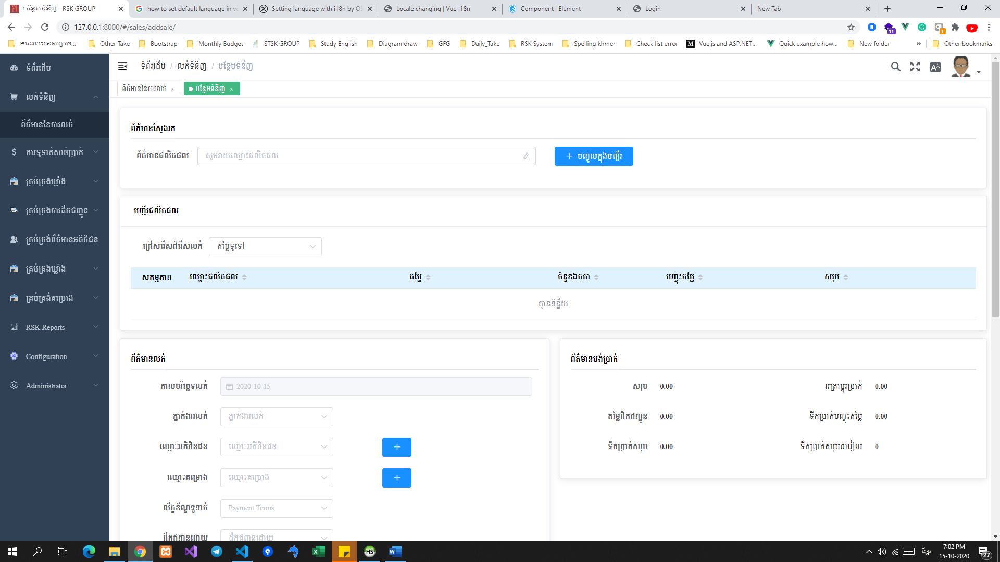 បន្ថែមទំនីញ - RSK GROUP
how to set default language in vu
Setting language with i18n by OS
Locale changing | Vue I18n
Component | Element
Login
New Tab
127.0.0.1:8000/#/sales/addsale/
11
1
ការងារបានសម្រេច...
Other Take
Bootstrap
Monthly Budget
STSK GROUP
Study English
Diagram draw
GFG
Daily_Take
RSK System
Spelling khmer
Check list error
Vue.js and ASP.NET...
Quick example how...
New folder
»
Other bookmarks
ទំព័រដើម
លក់ទំនិញ
ព័ត៌មាននៃការលក់
ការទូទាត់សាច់ប្រាក់
គ្រប់គ្រងឃ្លាំង
គ្រប់គ្រងការដឹកជញ្ជូន
គ្រប់គ្រង់ព័ត៌មានអតិថិជន
គ្រប់គ្រងឃ្លាំង
គ្រប់គ្រង់គម្រោង
RSK Reports
Configuration
Administrator
ទំព័រដើម / លក់ទំនិញ / បន្ថែមទំនីញ
ព័ត៌មាននៃការលក់ ×
បន្ថែមទំនីញ ×
ព័ត៌មានស្វែងរក
ព័ត៌មានផលិតផល
សូមវាយឈ្មោះផលិតផល
បញ្ចូលក្នុងបញ្ជីរ
បញ្ជីរផលិតផល
ជ្រើសរើសជំរើសលក់
តម្លៃទូទៅ
សកម្មភាព
ឈ្មោះផលិតផល
តម្លៃ
ចំនួនឯកតា
បញ្ចុះតម្លៃ
សរុប
គ្មានទិន្ន័យ
ព័ត៌មានលក់
កាលបរិច្ឆេទលក់
2020-10-15
ភ្នាក់ងារលក់
ភ្នាក់ងារលក់
ឈ្មោះអតិថិនជន
ឈ្មោះអតិថិនជន
ឈ្មោះគម្រោង
ឈ្មោះគម្រោង
ល័ក្ខខ័ណ្ឌទូទាត់
Payment Terms
ដឹកជញ្ជូនដោយ
ដឹកជញ្ជូនដោយ
ព័ត៌មានបង់ប្រាក់
សរុប 0.00
អត្រាប្តូរប្រាក់ 0.00
តម្លៃដឹកជញ្ជូន 0.00
ទឹកប្រាក់បញ្ចុះតម្លៃ 0.00
ទឹកប្រាក់សរុប 0.00
ទឹកប្រាក់សរុបជារៀល 0
7:02 PM
15-10-2020
ខ្មែរ
27